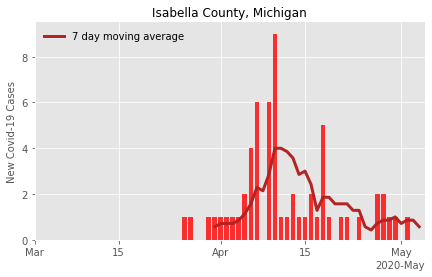 Isabella County, Michigan
7 day moving average
New Covid-19 Cases
8
6
4
2
0
Mar 15 Apr 15 May
2020-May